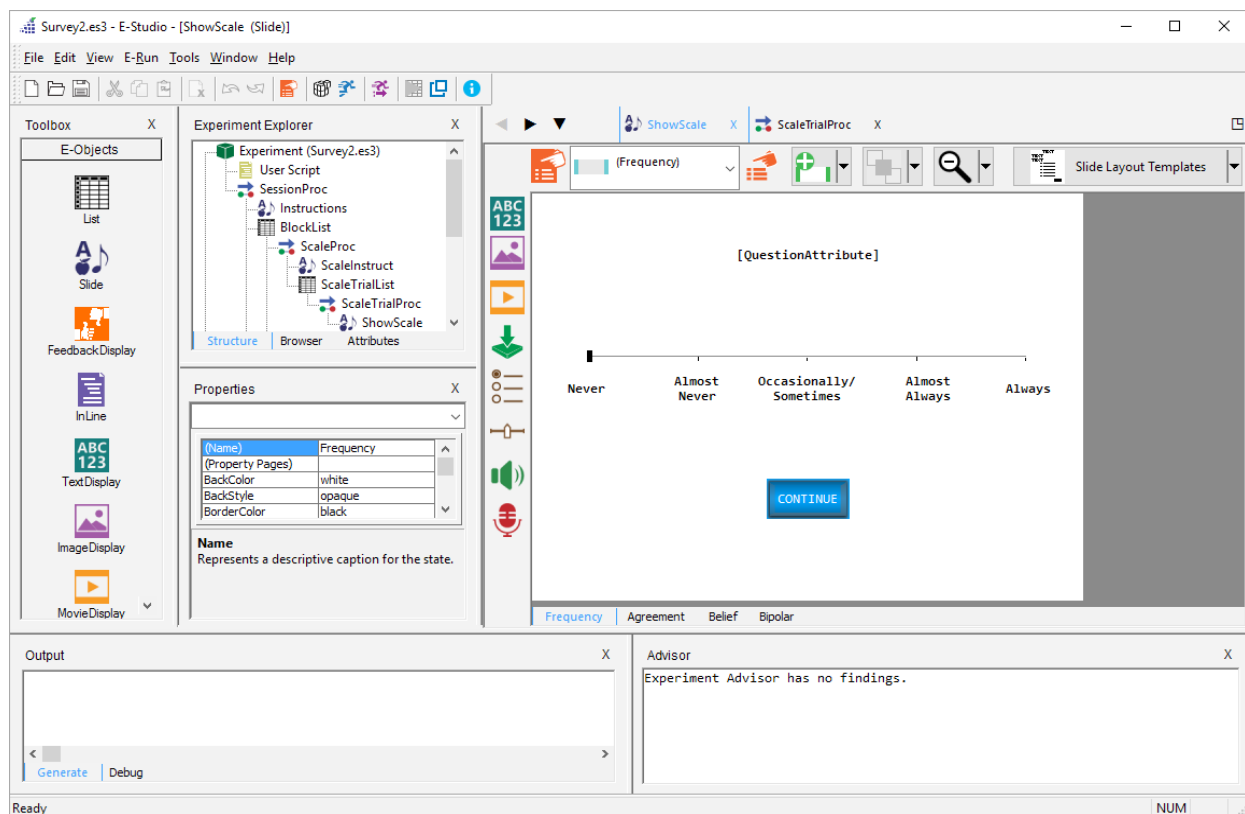 Survey2.es3 - E-Studio - [ShowScale (Slide)]
File Edit View E-Run Tools Window Help
Toolbox X
E-Objects
List
Slide
FeedbackDisplay
InLine
ABC
123
TextDisplay
ImageDisplay
MovieDisplay
Experiment Explorer X
Experiment (Survey2.es3)
User Script
SessionProc
Instructions
BlockList
ScaleProc
ScaleInstruct
ScaleTrialList
ScaleTrialProc
ShowScale
Structure Browser Attributes
Properties X
(Name) Frequency
(Property Pages)
BackColor white
BackStyle opaque
BorderColor black
Name
Represents a descriptive caption for the state.
ShowScale X ScaleTrialProc X
(Frequency) Slide Layout Templates
ABC
123
[QuestionAttribute]
Never Almost Never Occasionally/ Sometimes Almost Always Always
CONTINUE
Frequency Agreement Belief Bipolar
Output X
Generate Debug
Advisor X
Experiment Advisor has no findings.
Ready NUM